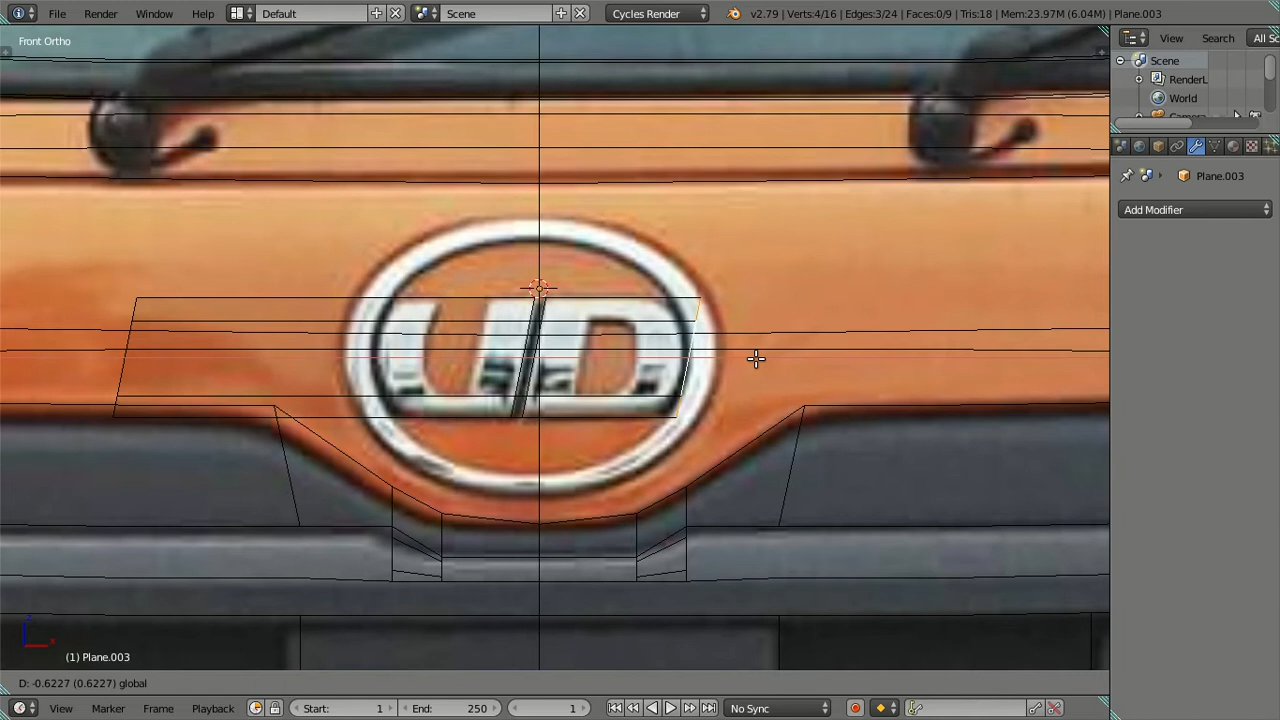 File Render Window Help Default Scene Cycles Render v2.79 | Verts:4/16 | Edges:3/24 | Faces:0/9 | Tris:18 | Mem:23.97M (6.04M) | Plane.003
Front Ortho
View Search All Sc
Scene
RenderL
World
Plane.003
Add Modifier
UD
z
x
(1) Plane.003
D: -0.6227 (0.6227) global
View Marker Frame Playback Start: 1 End: 250 1 No Sync